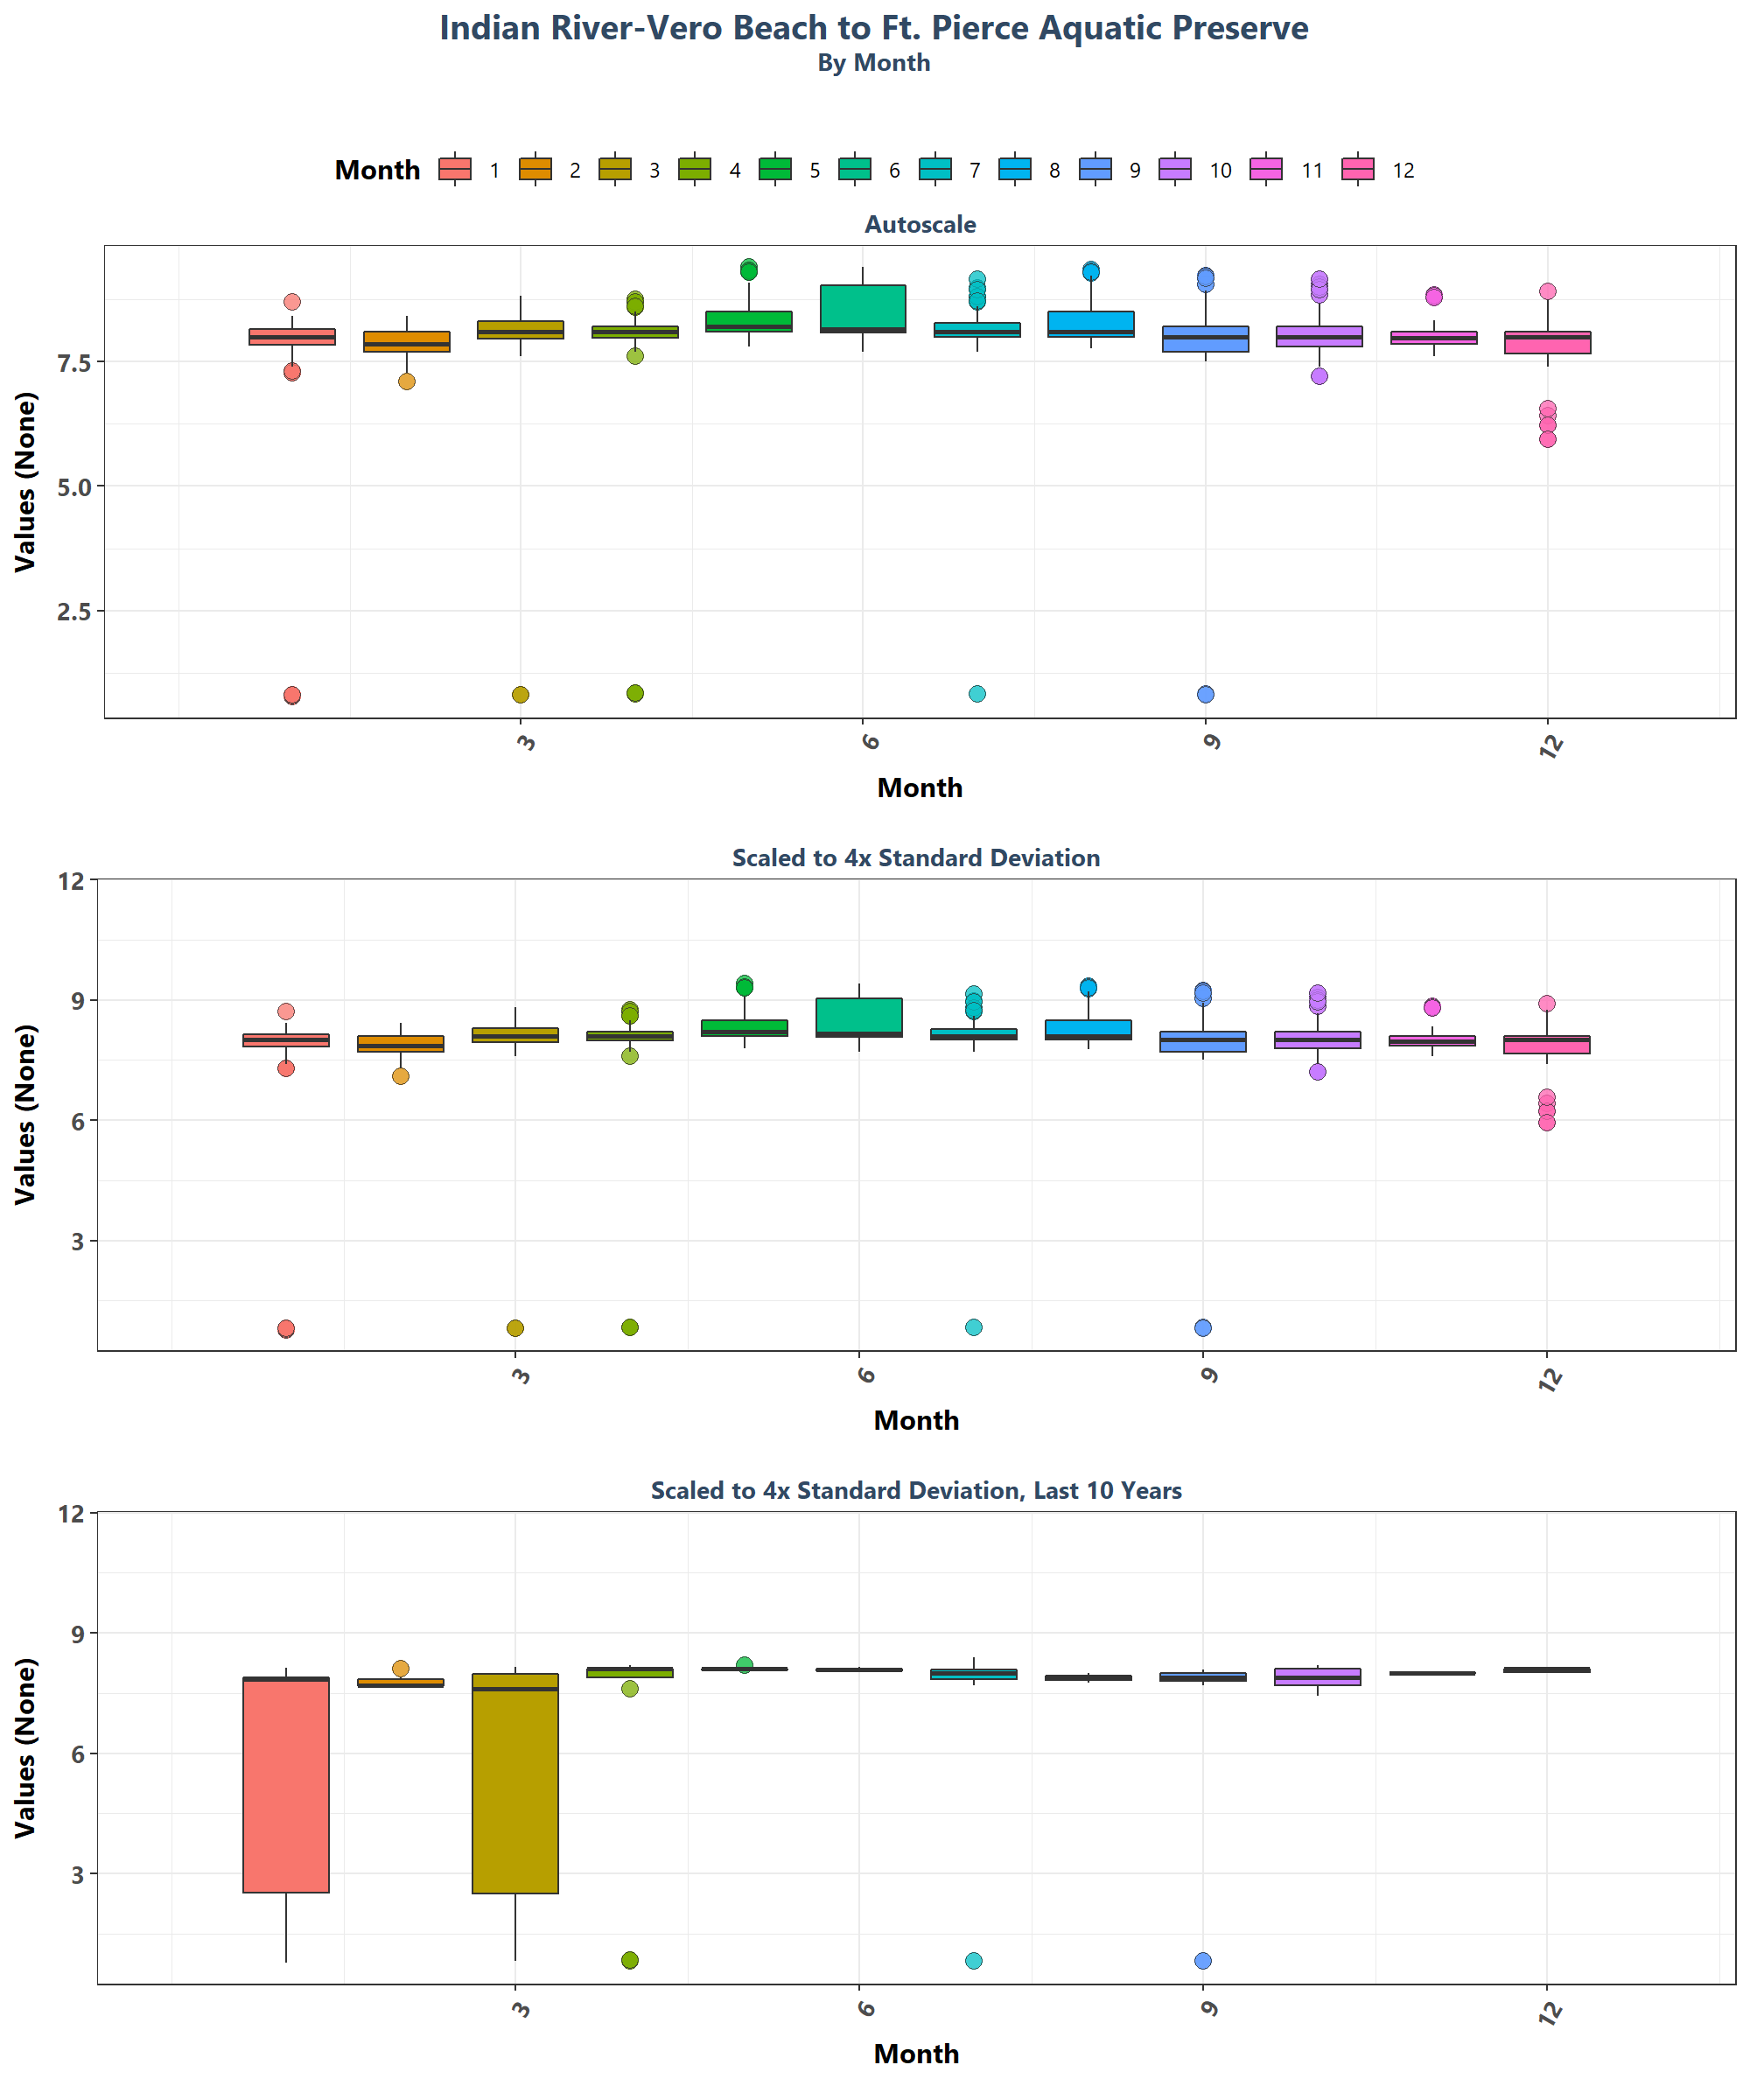 Indian River-Vero Beach to Ft. Pierce Aquatic Preserve
By Month
Month 1 2 3 4 5 6 7 8 9 10 11 12
Autoscale
Values (None)
7.5
5.0
2.5
3 6 9 12
Month
Scaled to 4x Standard Deviation
Values (None)
12
9
6
3
3 6 9 12
Month
Scaled to 4x Standard Deviation, Last 10 Years
Values (None)
12
9
6
3
3 6 9 12
Month